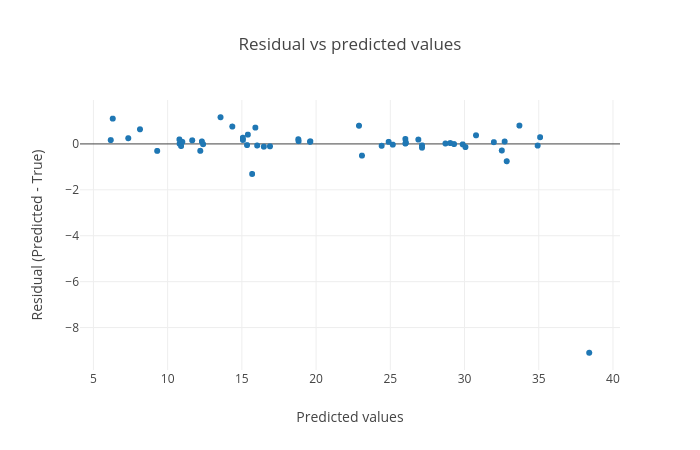 Residual vs predicted values
Residual (Predicted - True)
0
−2
−4
−6
−8
5 10 15 20 25 30 35 40
Predicted values